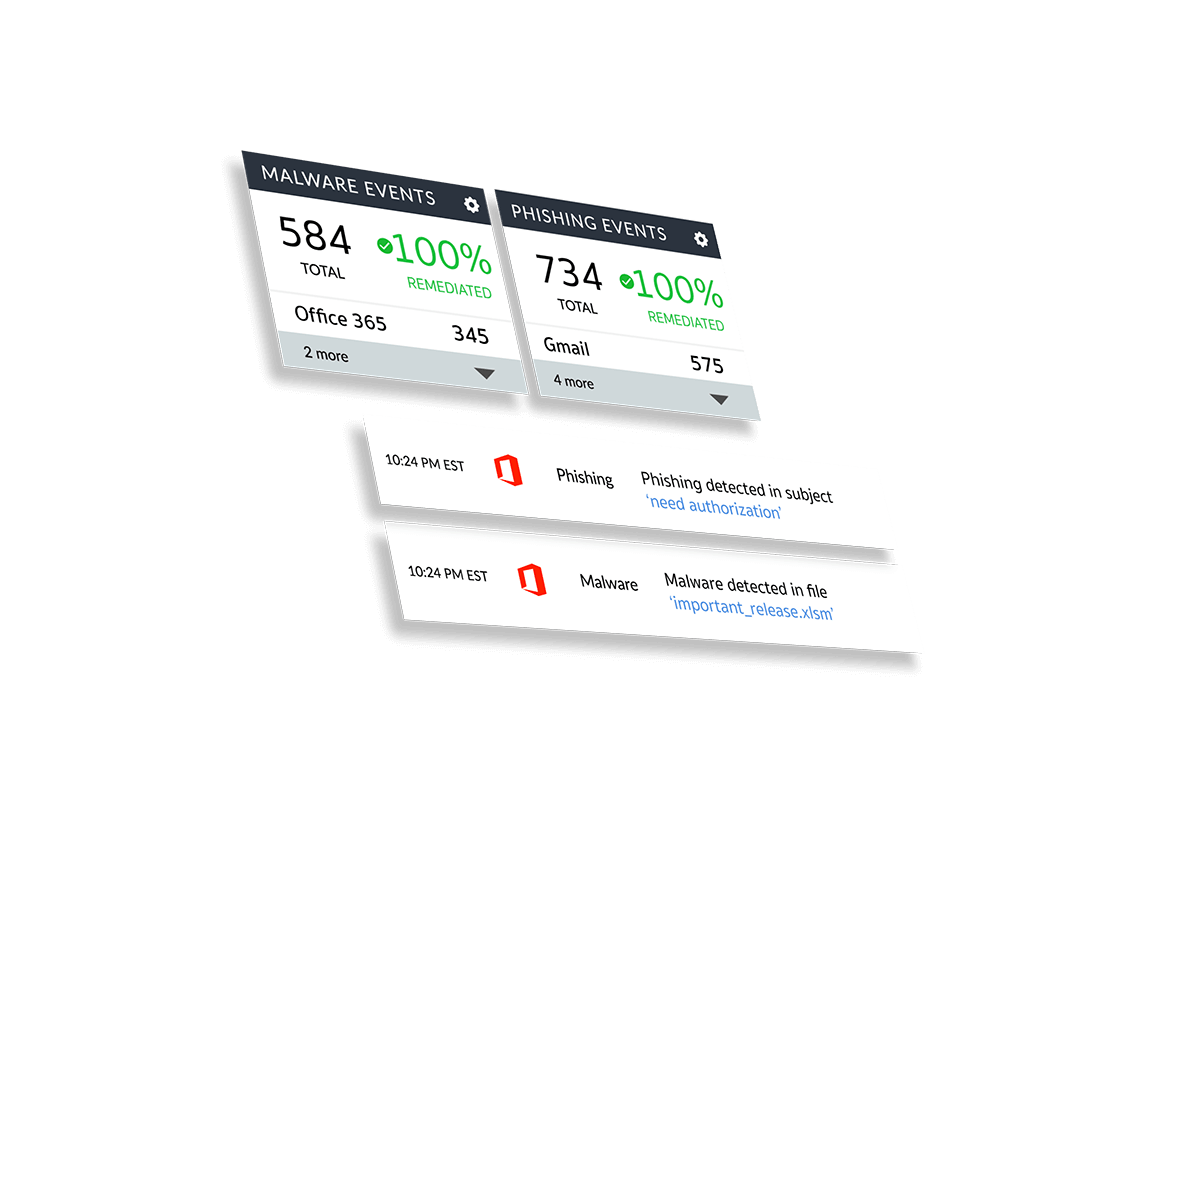 MALWARE EVENTS
584
TOTAL
100%
REMEDIATED
Office 365 345
2 more
PHISHING EVENTS
734
TOTAL
100%
REMEDIATED
Gmail 575
4 more
10:24 PM EST Phishing Phishing detected in subject
‘need authorization’
10:24 PM EST Malware Malware detected in file
‘important_release.xlsm’